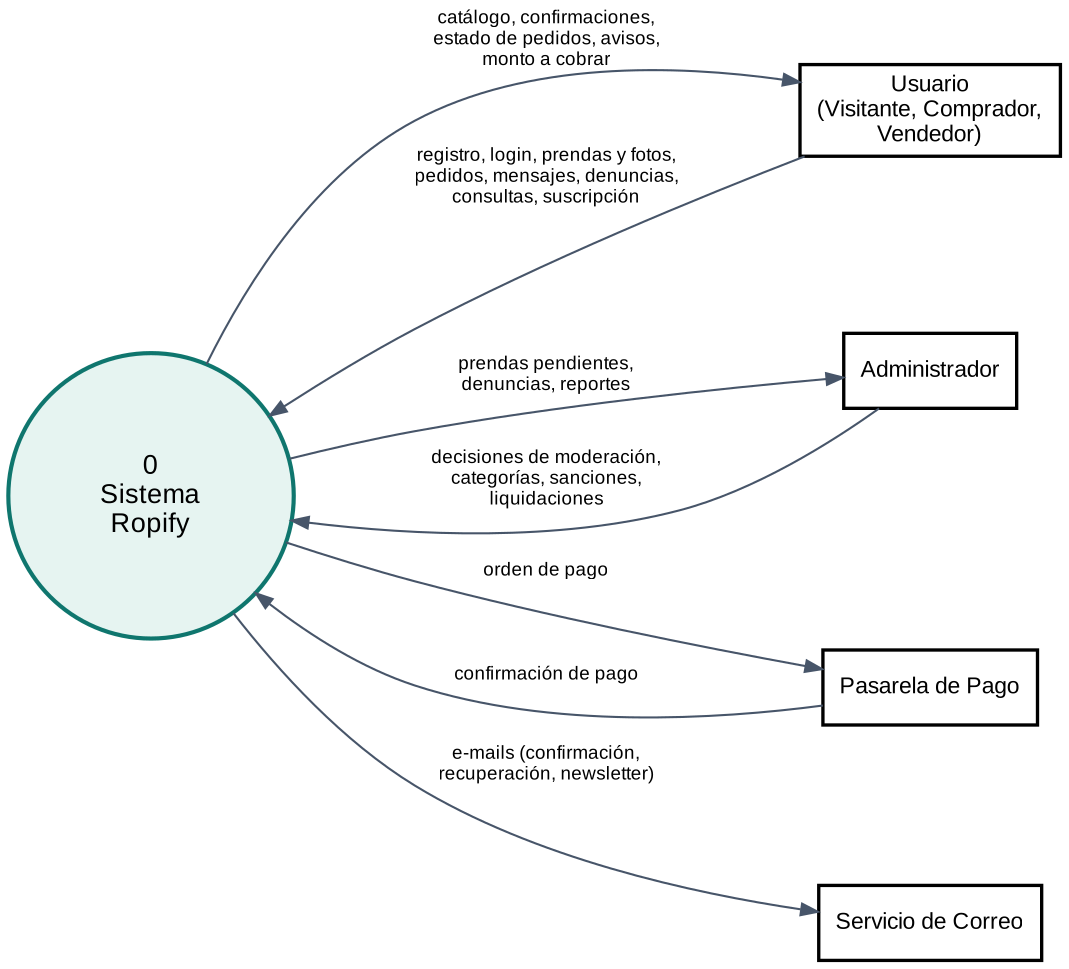 catálogo, confirmaciones,
estado de pedidos, avisos,
monto a cobrar
Usuario
(Visitante, Comprador,
Vendedor)
registro, login, prendas y fotos,
pedidos, mensajes, denuncias,
consultas, suscripción
prendas pendientes,
denuncias, reportes
Administrador
decisiones de moderación,
categorías, sanciones,
liquidaciones
0
Sistema
Ropify
orden de pago
confirmación de pago
Pasarela de Pago
e-mails (confirmación,
recuperación, newsletter)
Servicio de Correo